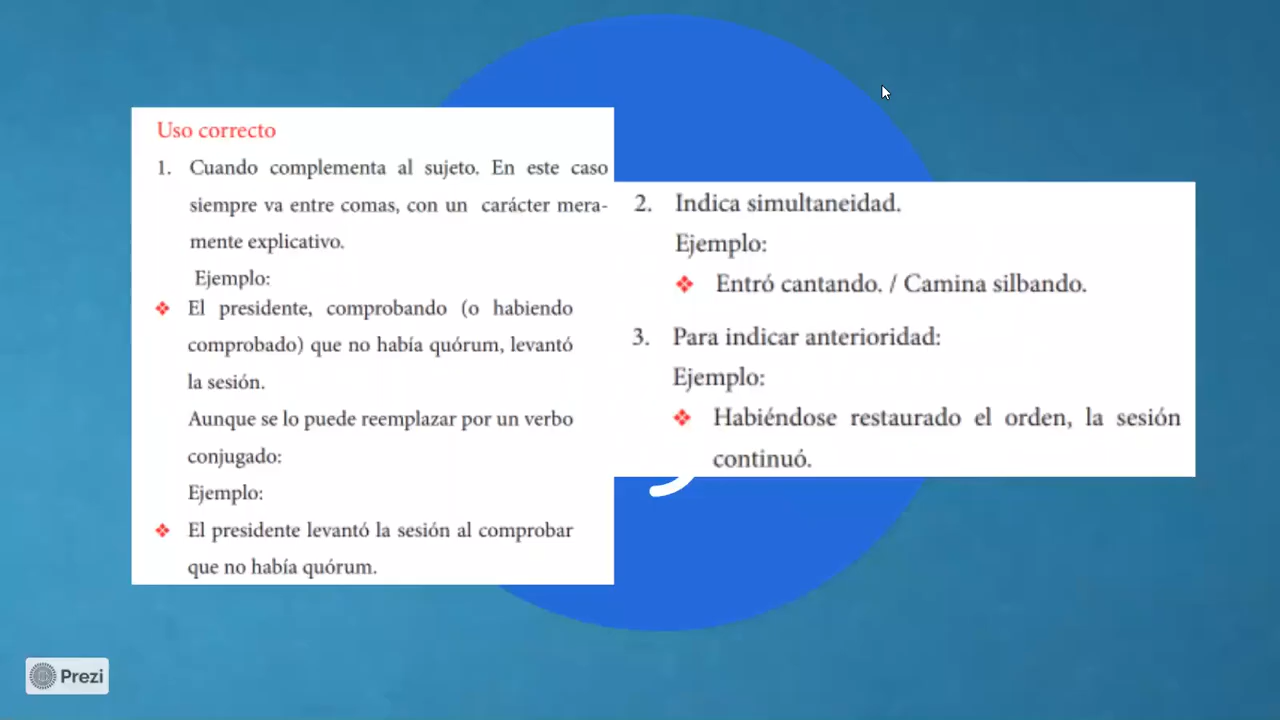 Uso correcto
1. Cuando complementa al sujeto. En este caso
siempre va entre comas, con un carácter mera-
mente explicativo.
Ejemplo:
❖ El presidente, comprobando (o habiendo
comprobado) que no había quórum, levantó
la sesión.
Aunque se lo puede reemplazar por un verbo
conjugado:
Ejemplo:
❖ El presidente levantó la sesión al comprobar
que no había quórum.
2. Indica simultaneidad.
Ejemplo:
❖ Entró cantando. / Camina silbando.
3. Para indicar anterioridad:
Ejemplo:
❖ Habiéndose restaurado el orden, la sesión
continuó.
Prezi